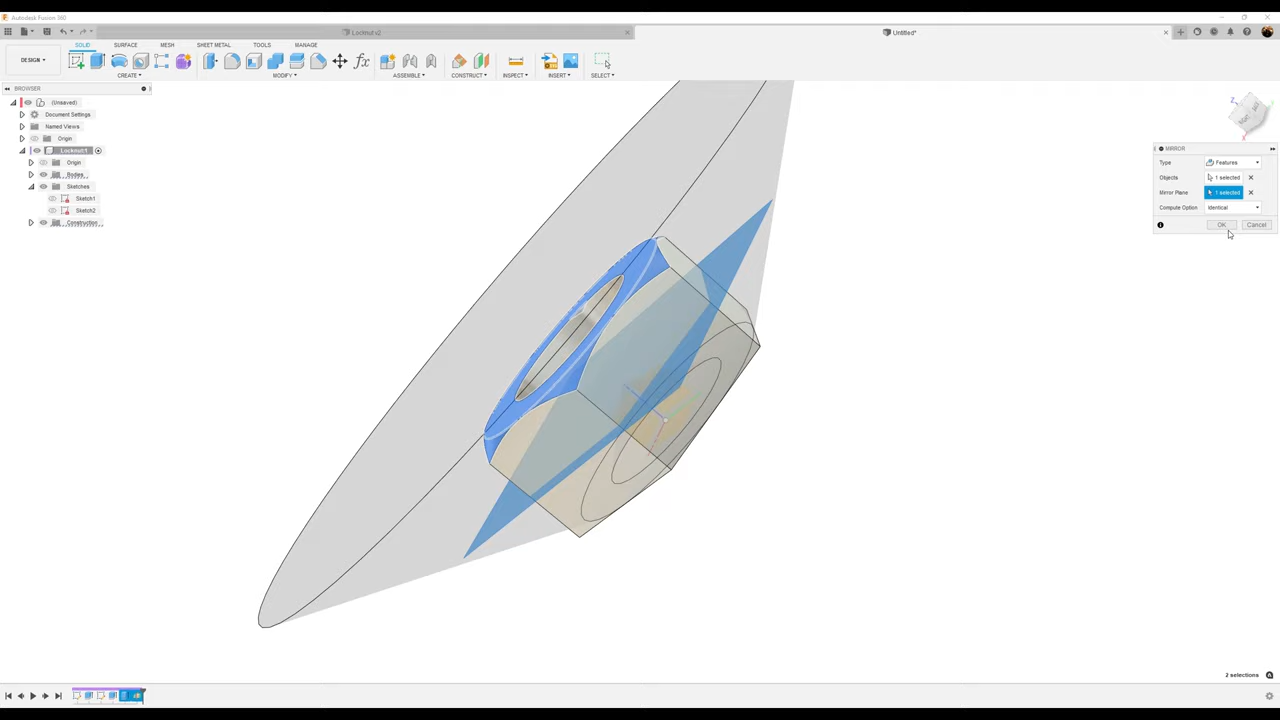 Autodesk Fusion 360
Locknut v2
Untitled*
DESIGN
SOLID SURFACE MESH SHEET METAL TOOLS MANAGE
CREATE MODIFY ASSEMBLE CONSTRUCT INSPECT INSERT SELECT
BROWSER
(Unsaved)
Document Settings
Named Views
Origin
Locknut:1
Origin
Bodies
Sketches
Sketch1
Sketch2
Construction
Z
X
MIRROR
Type Features
Objects 1 selected
Mirror Plane 1 selected
Compute Option Identical
OK Cancel
2 selections